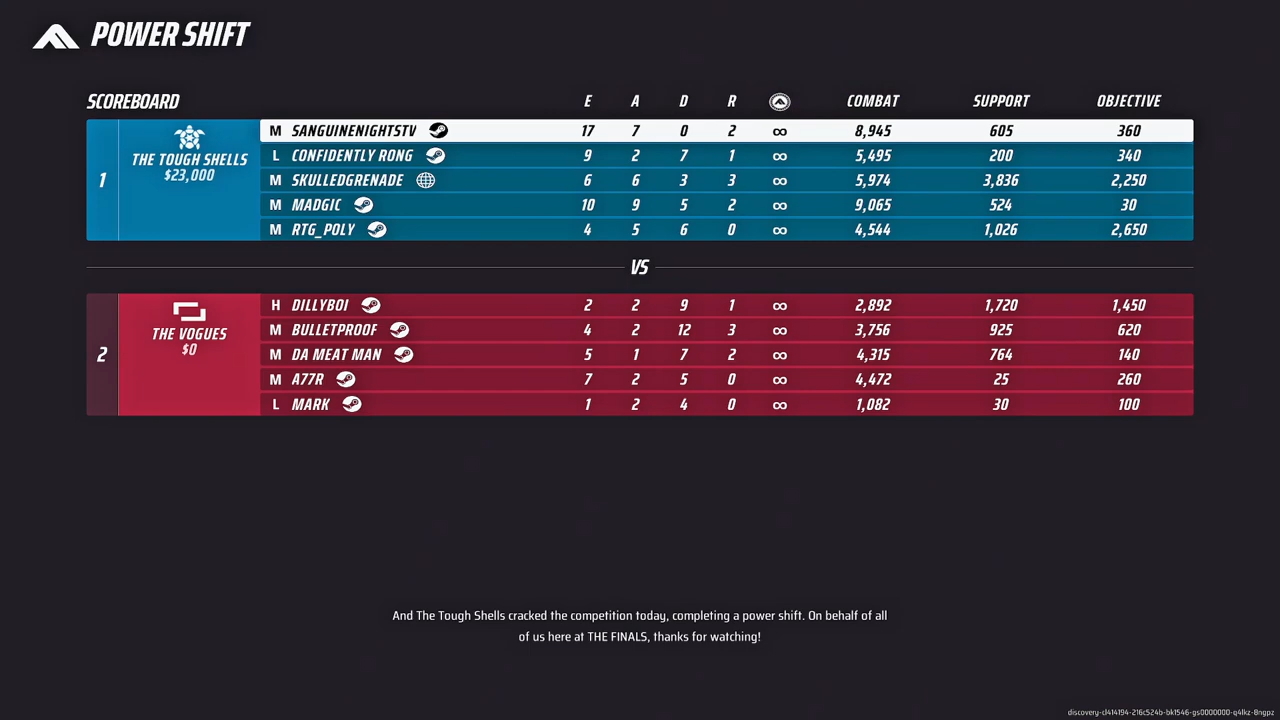 POWER SHIFT
SCOREBOARD E A D R COMBAT SUPPORT OBJECTIVE
1 THE TOUGH SHELLS
$23,000
M SANGUINENIGHTSTV 17 7 0 2 ∞ 8,945 605 360
L CONFIDENTLY RONG 9 2 7 1 ∞ 5,495 200 340
M SKULLEDGRENADE 6 6 3 3 ∞ 5,974 3,836 2,250
M MADGIC 10 9 5 2 ∞ 9,065 524 30
M RTG_POLY 4 5 6 0 ∞ 4,544 1,026 2,650
VS
2 THE VOGUES
$0
H DILLYBOI 2 2 9 1 ∞ 2,892 1,720 1,450
M BULLETPROOF 4 2 12 3 ∞ 3,756 925 620
M DA MEAT MAN 5 1 7 2 ∞ 4,315 764 140
M A77R 7 2 5 0 ∞ 4,472 25 260
L MARK 1 2 4 0 ∞ 1,082 30 100
And The Tough Shells cracked the competition today, completing a power shift. On behalf of all
of us here at THE FINALS, thanks for watching!